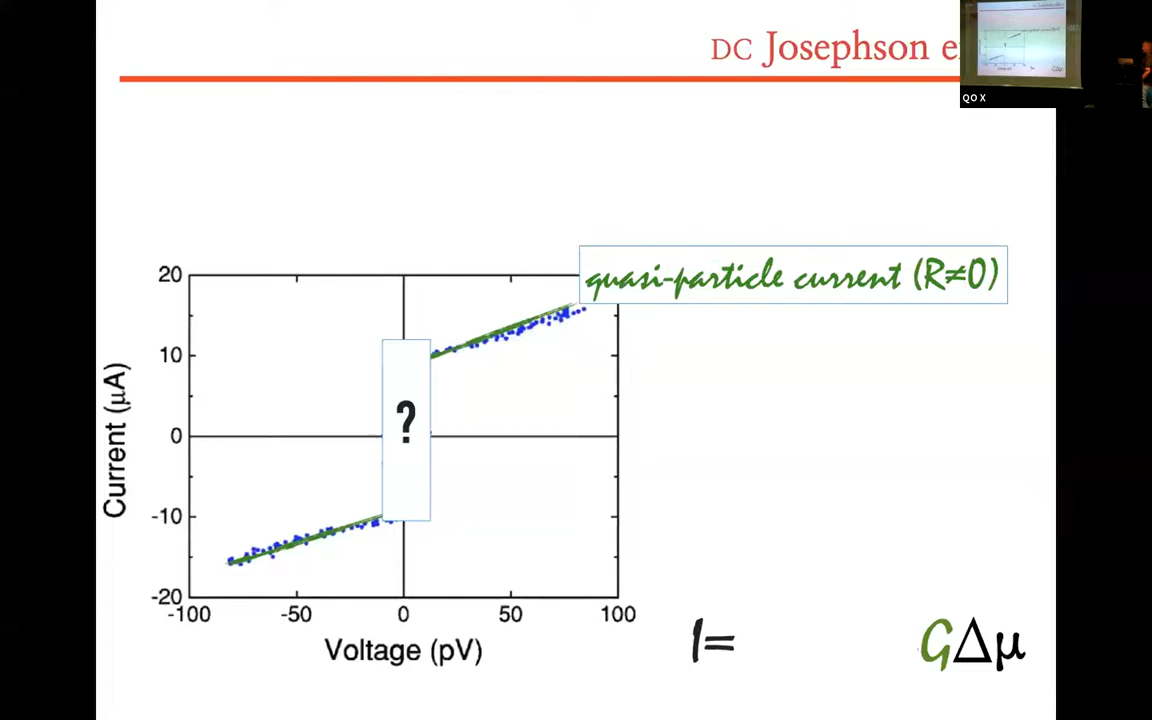 DC Josephson e
QO X
quasi-particle current (R≠0)
20
10
0
-10
-20
?
-100
-50
0
50
100
Current (μA)
Voltage (pV)
I= GΔμ